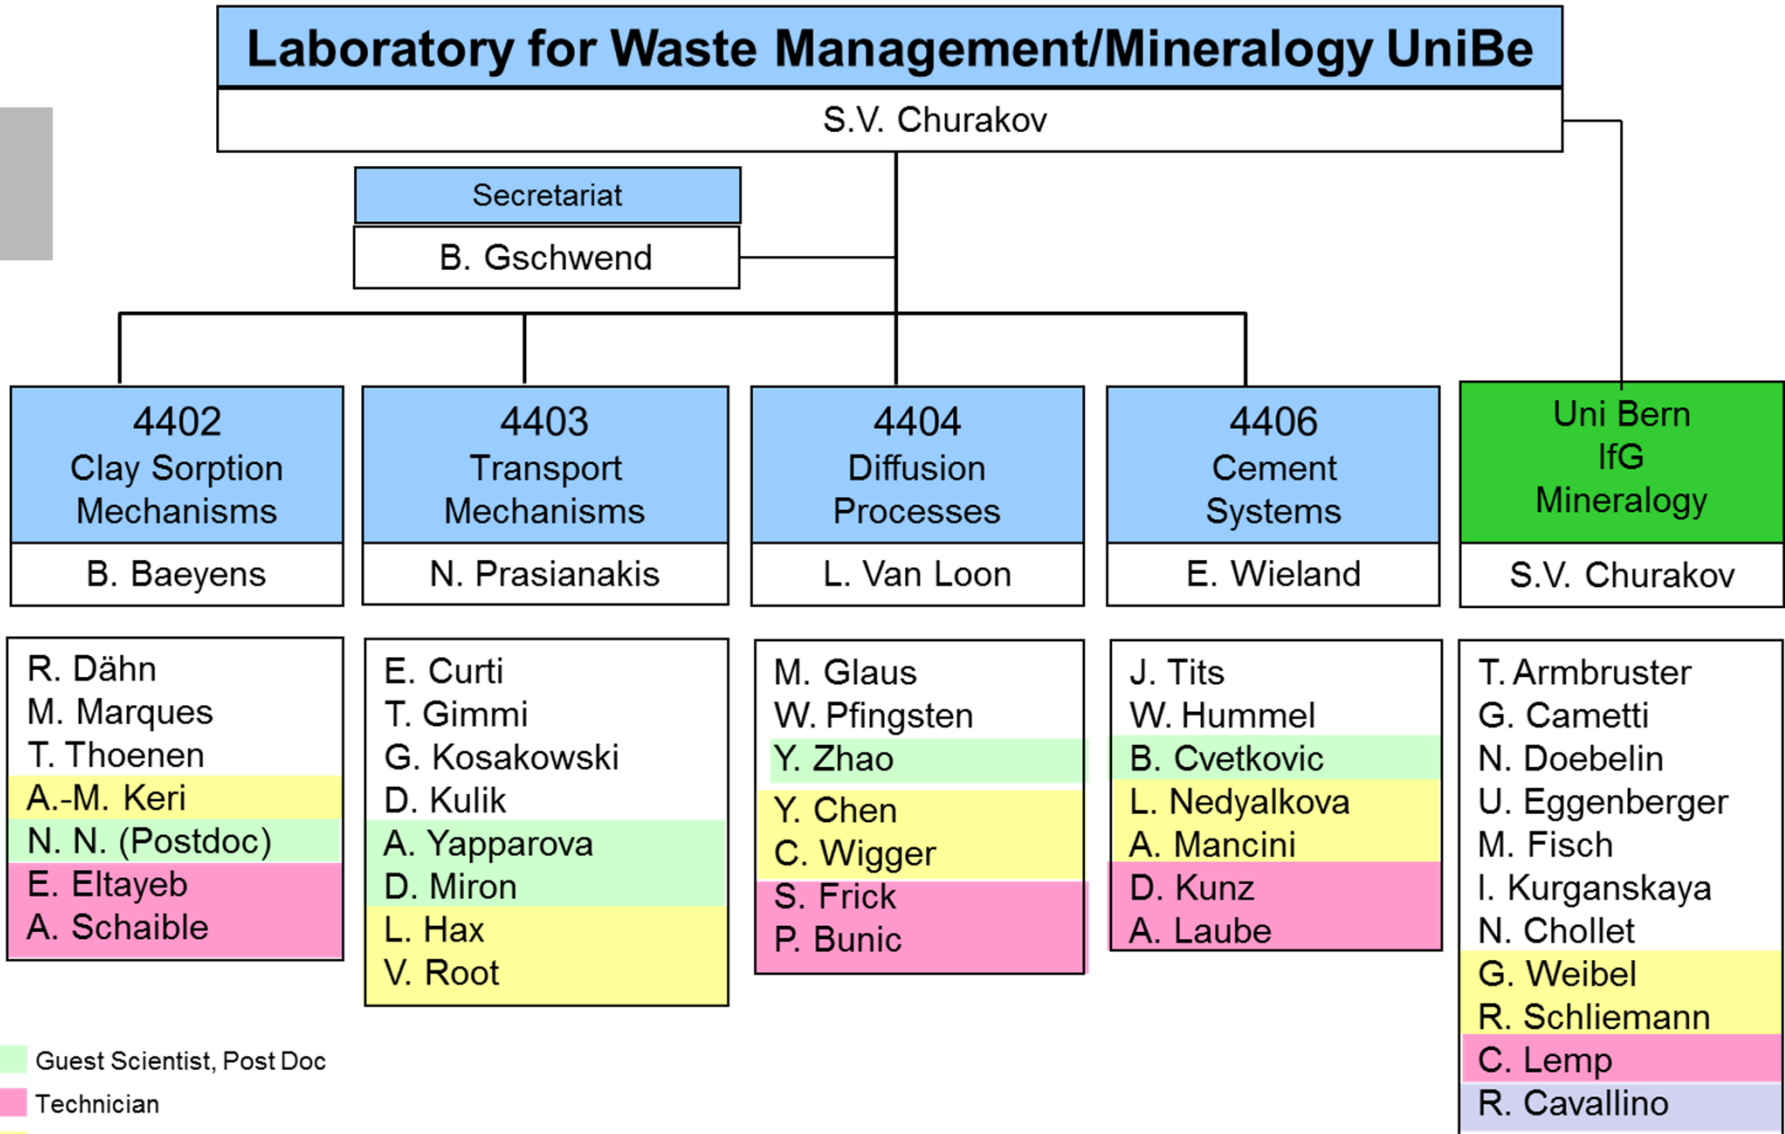 Laboratory for Waste Management/Mineralogy UniBe
S.V. Churakov
Secretariat
B. Gschwend
4402
Clay Sorption
Mechanisms
B. Baeyens
R. Dähn
M. Marques
T. Thoenen
A.-M. Keri
N. N. (Postdoc)
E. Eltayeb
A. Schaible
4403
Transport
Mechanisms
N. Prasianakis
E. Curti
T. Gimmi
G. Kosakowski
D. Kulik
A. Yapparova
D. Miron
L. Hax
V. Root
4404
Diffusion
Processes
L. Van Loon
M. Glaus
W. Pfingsten
Y. Zhao
Y. Chen
C. Wigger
S. Frick
P. Bunic
4406
Cement
Systems
E. Wieland
J. Tits
W. Hummel
B. Cvetkovic
L. Nedyalkova
A. Mancini
D. Kunz
A. Laube
Uni Bern
IfG
Mineralogy
S.V. Churakov
T. Armbruster
G. Cametti
N. Doebelin
U. Eggenberger
M. Fisch
I. Kurganskaya
N. Chollet
G. Weibel
R. Schliemann
C. Lemp
R. Cavallino
Guest Scientist, Post Doc
Technician